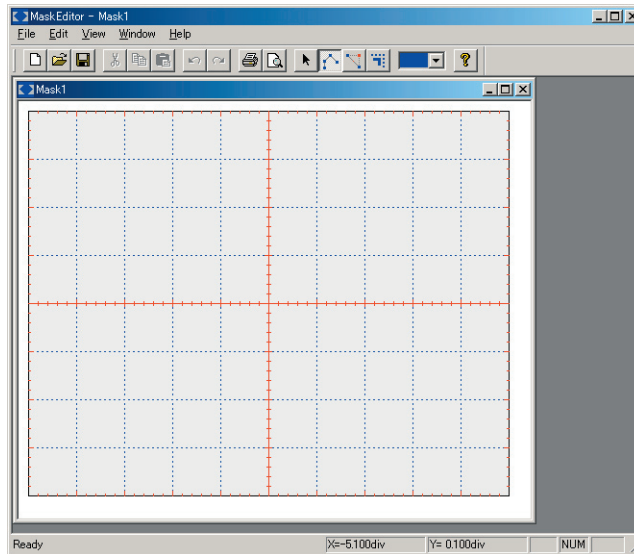 MaskEditor - Mask1
File Edit View Window Help
Mask1
Ready X=-5.100div Y= 0.100div NUM